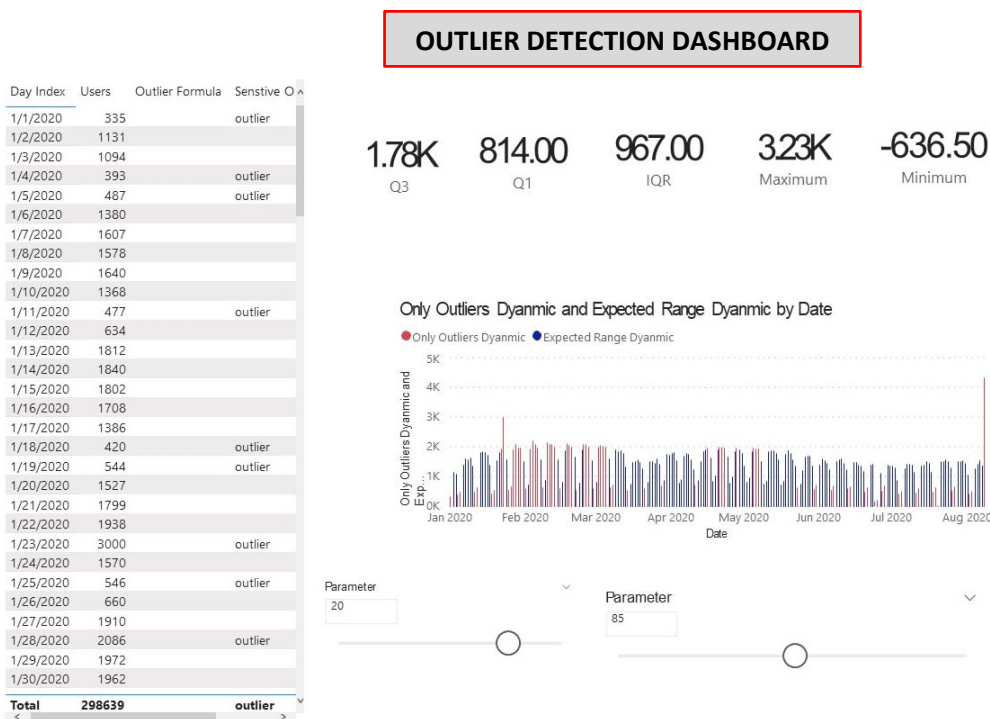 OUTLIER DETECTION DASHBOARD
Day Index Users Outlier Formula Senstive O
1/1/2020 335 outlier
1/2/2020 1131
1/3/2020 1094
1/4/2020 393 outlier
1/5/2020 487 outlier
1/6/2020 1380
1/7/2020 1607
1/8/2020 1578
1/9/2020 1640
1/10/2020 1368
1/11/2020 477 outlier
1/12/2020 634
1/13/2020 1812
1/14/2020 1840
1/15/2020 1802
1/16/2020 1708
1/17/2020 1386
1/18/2020 420 outlier
1/19/2020 544 outlier
1/20/2020 1527
1/21/2020 1799
1/22/2020 1938
1/23/2020 3000 outlier
1/24/2020 1570
1/25/2020 546 outlier
1/26/2020 660
1/27/2020 1910
1/28/2020 2086 outlier
1/29/2020 1972
1/30/2020 1962
Total 298639 outlier
1.78K 814.00 967.00 3.23K -636.50
Q3 Q1 IQR Maximum Minimum
Only Outliers Dyanmic and Expected Range Dyanmic by Date
Only Outliers Dyanmic Expected Range Dyanmic
Only Outliers Dyanmic and
Exp...
5K
4K
3K
2K
1K
0K
Jan 2020 Feb 2020 Mar 2020 Apr 2020 May 2020 Jun 2020 Jul 2020 Aug 2020
Date
Parameter
20
Parameter
85